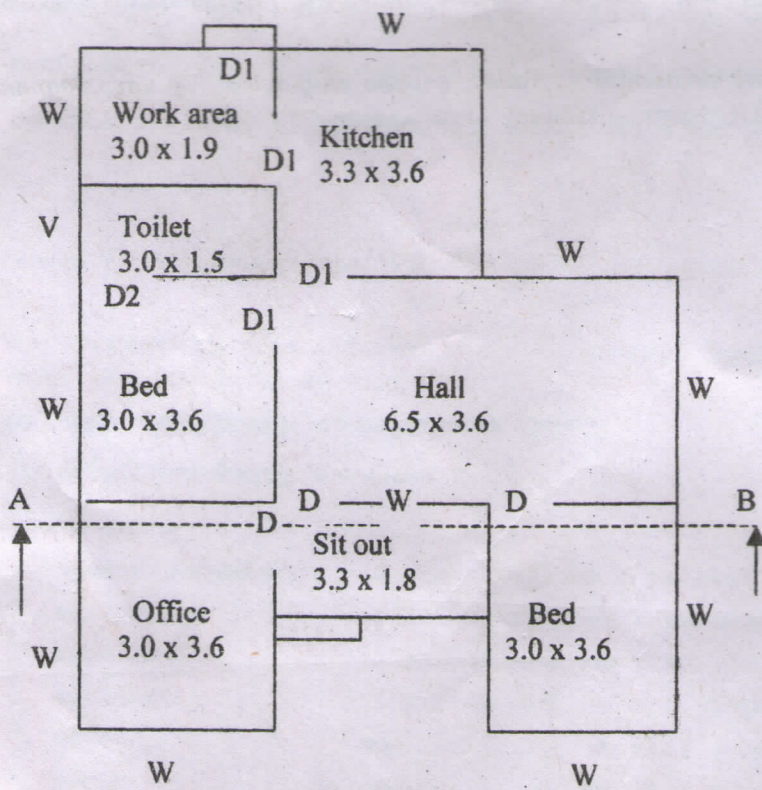 W
D1
W
Work area
3.0 x 1.9
Kitchen
3.3 x 3.6
D1
V
Toilet
3.0 x 1.5
W
D1
D2
D1
W
Bed
3.0 x 3.6
Hall
6.5 x 3.6
W
A
D
W
D
B
D
Sit out
3.3 x 1.8
W
Office
3.0 x 3.6
Bed
3.0 x 3.6
W
W
W